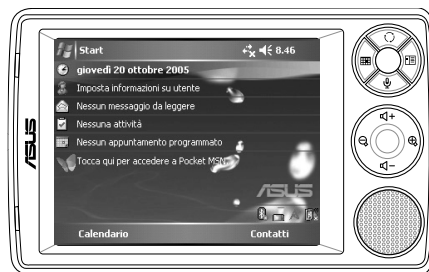 Start 8.46
giovedì 20 ottobre 2005
Imposta informazioni su utente
Nessun messaggio da leggere
Nessuna attività
Nessun appuntamento programmato
Tocca qui per accedere a Pocket MSN
ASUS
Calendario Contatti
ASUS